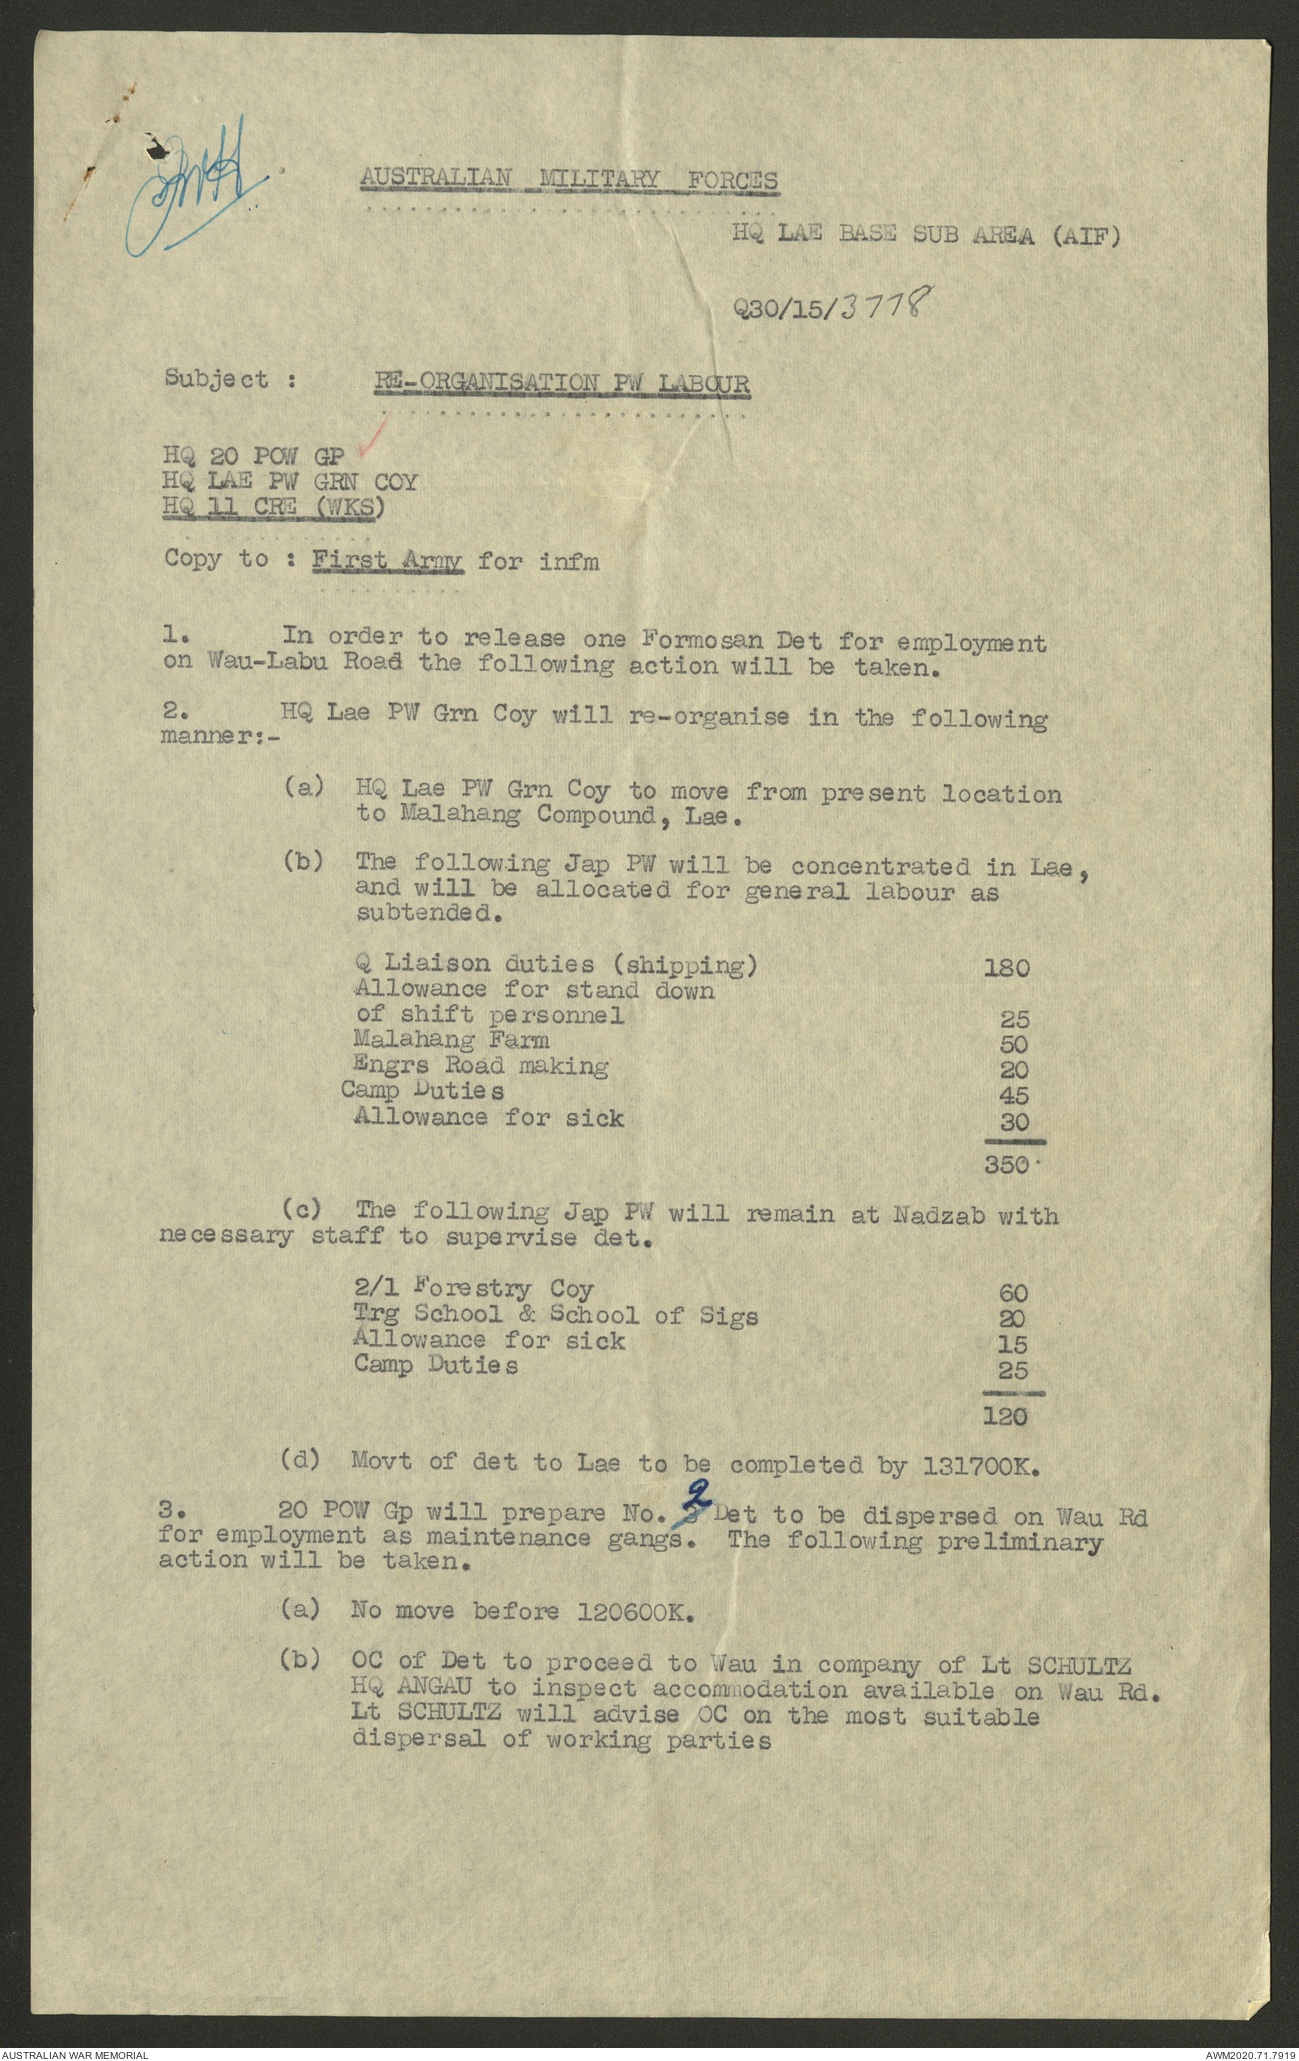 AUSTRALIAN MILITARY FORCES
HQ LAE BASE SUB AREA (AIF)
Q30/15/3778
Subject : RE-ORGANISATION PW LABOUR
HQ 20 POW GP
HQ LAE PW GRN COY
HQ 11 CRE (WKS)
Copy to : First Army for infm
1. In order to release one Formosan Det for employment
on Wau-Labu Road the following action will be taken.
2. HQ Lae PW Grn Coy will re-organise in the following
manner:-
(a) HQ Lae PW Grn Coy to move from present location
to Malahang Compound, Lae.
(b) The following Jap PW will be concentrated in Lae,
and will be allocated for general labour as
subtended.
Q Liaison duties (shipping) 180
Allowance for stand down
of shift personnel 25
Malahang Farm 50
Engrs Road making 20
Camp Duties 45
Allowance for sick 30
350
(c) The following Jap PW will remain at Nadzab with
necessary staff to supervise det.
2/1 Forestry Coy 60
Trg School & School of Sigs 20
Allowance for sick 15
Camp Duties 25
120
(d) Movt of det to Lae to be completed by 131700K.
3. 20 POW Gp will prepare No. 2 Det to be dispersed on Wau Rd
for employment as maintenance gangs. The following preliminary
action will be taken.
(a) No move before 120600K.
(b) OC of Det to proceed to Wau in company of Lt SCHULTZ
HQ ANGAU to inspect accommodation available on Wau Rd.
Lt SCHULTZ will advise OC on the most suitable
dispersal of working parties
AUSTRALIAN WAR MEMORIAL
AWM2020.71.7919